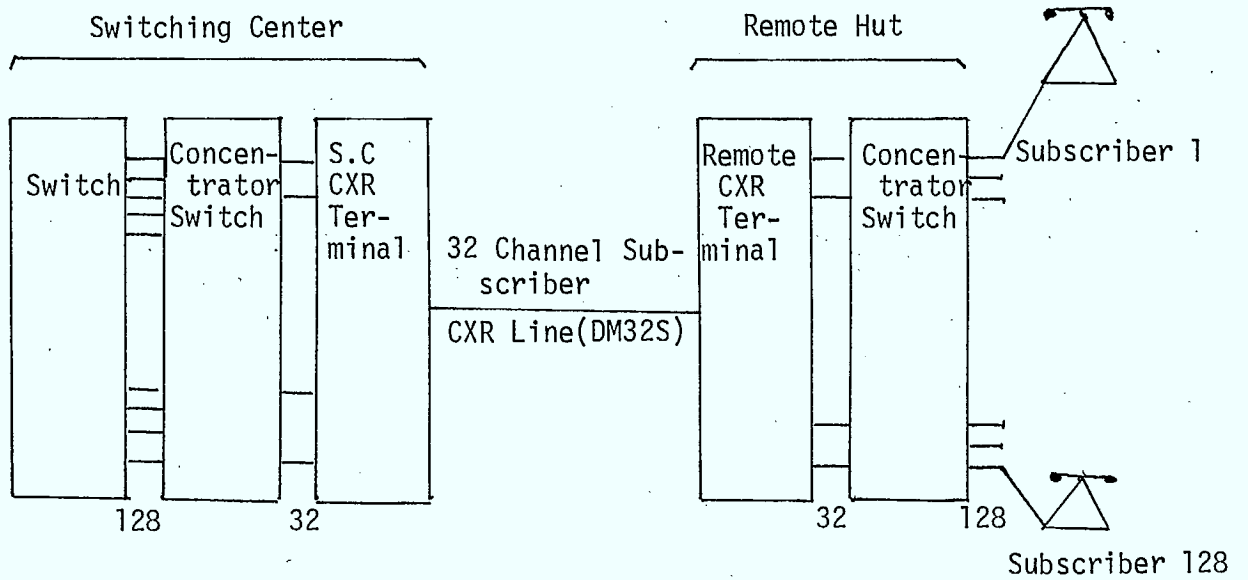 Switching Center
Remote Hut
Switch
Concen-
trator
Switch
S.C
CXR
Ter-
minal
32 Channel Sub-
scriber
CXR Line(DM32S)
Remote
CXR
Ter-
minal
Concen
trator
Switch
Subscriber 1
128
32
32
128
Subscriber 128